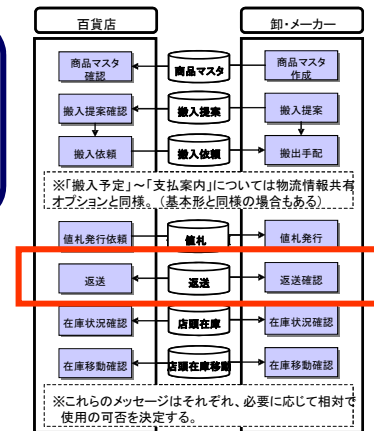 百貨店
卸・メーカー
商品マスタ
確認
商品マスタ
商品マスタ
作成
搬入提案確認
搬入提案
搬入提案
搬入依頼
搬入依頼
搬出手配
※「搬入予定」~「支払案内」については物流情報共有
オプションと同様。（基本形と同様の場合もある）
値札発行依頼
値札
値札発行
返送
返送
返送確認
在庫状況確認
店頭在庫
在庫状況確認
在庫移動確認
店頭在庫移動
在庫移動確認
※これらのメッセージはそれぞれ、必要に応じて相対で
使用の可否を決定する。